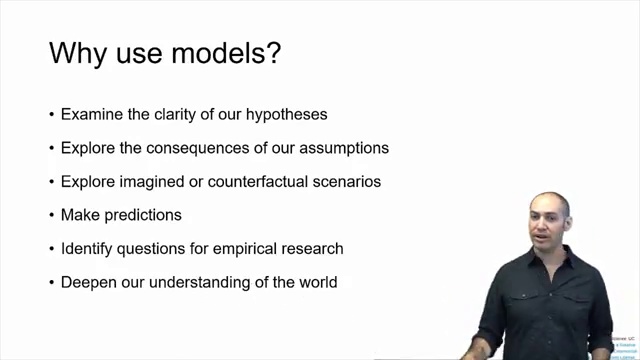 Why use models?
• Examine the clarity of our hypotheses
• Explore the consequences of our assumptions
• Explore imagined or counterfactual scenarios
• Make predictions
• Identify questions for empirical research
• Deepen our understanding of the world